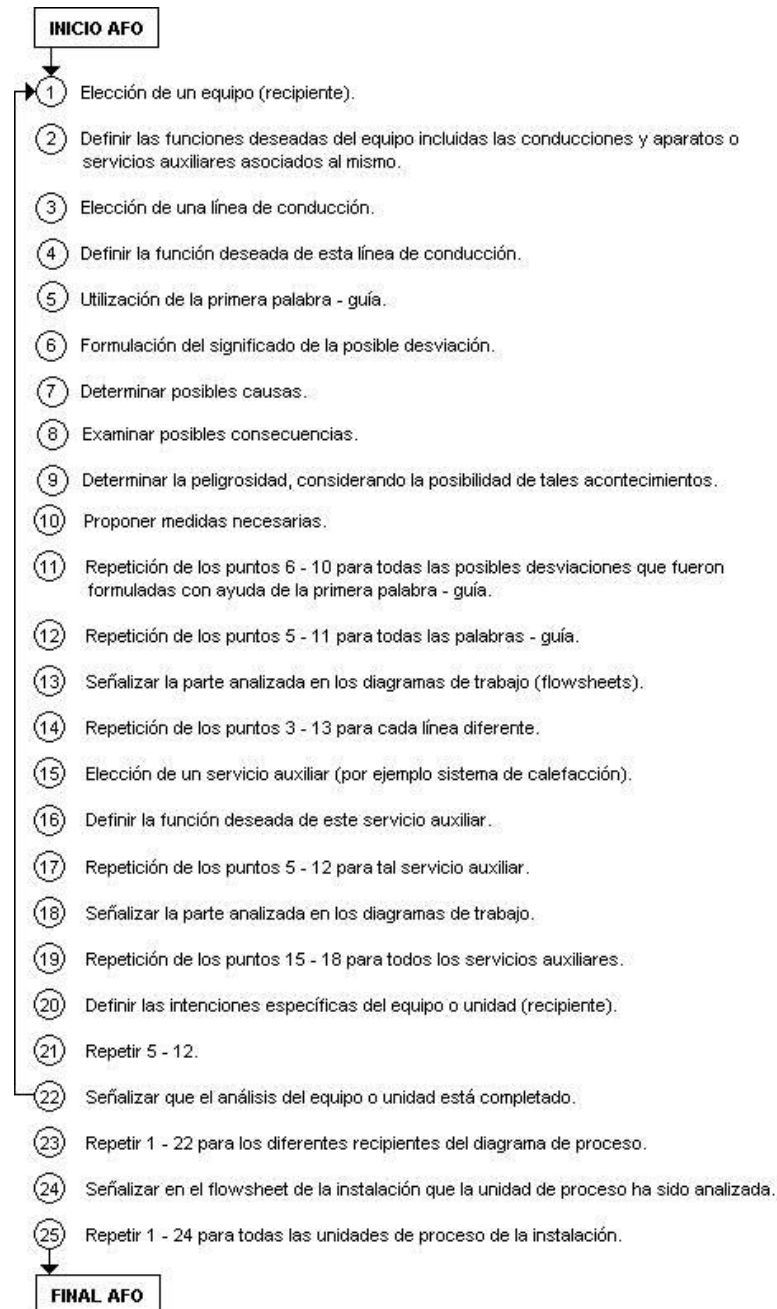 INICIO AFO
1 Elección de un equipo (recipiente).
2 Definir las funciones deseadas del equipo incluidas las conducciones y aparatos o
servicios auxiliares asociados al mismo.
3 Elección de una línea de conducción.
4 Definir la función deseada de esta línea de conducción.
5 Utilización de la primera palabra - guía.
6 Formulación del significado de la posible desviación.
7 Determinar posibles causas.
8 Examinar posibles consecuencias.
9 Determinar la peligrosidad, considerando la posibilidad de tales acontecimientos.
10 Proponer medidas necesarias.
11 Repetición de los puntos 6 - 10 para todas las posibles desviaciones que fueron
formuladas con ayuda de la primera palabra - guía.
12 Repetición de los puntos 5 - 11 para todas las palabras - guía.
13 Señalizar la parte analizada en los diagramas de trabajo (flowsheets).
14 Repetición de los puntos 3 - 13 para cada línea diferente.
15 Elección de un servicio auxiliar (por ejemplo sistema de calefacción).
16 Definir la función deseada de este servicio auxiliar.
17 Repetición de los puntos 5 - 12 para tal servicio auxiliar.
18 Señalizar la parte analizada en los diagramas de trabajo.
19 Repetición de los puntos 15 - 18 para todos los servicios auxiliares.
20 Definir las intenciones específicas del equipo o unidad (recipiente).
21 Repetir 5 - 12.
22 Señalizar que el análisis del equipo o unidad está completado.
23 Repetir 1 - 22 para los diferentes recipientes del diagrama de proceso.
24 Señalizar en el flowsheet de la instalación que la unidad de proceso ha sido analizada.
25 Repetir 1 - 24 para todas las unidades de proceso de la instalación.
FINAL AFO